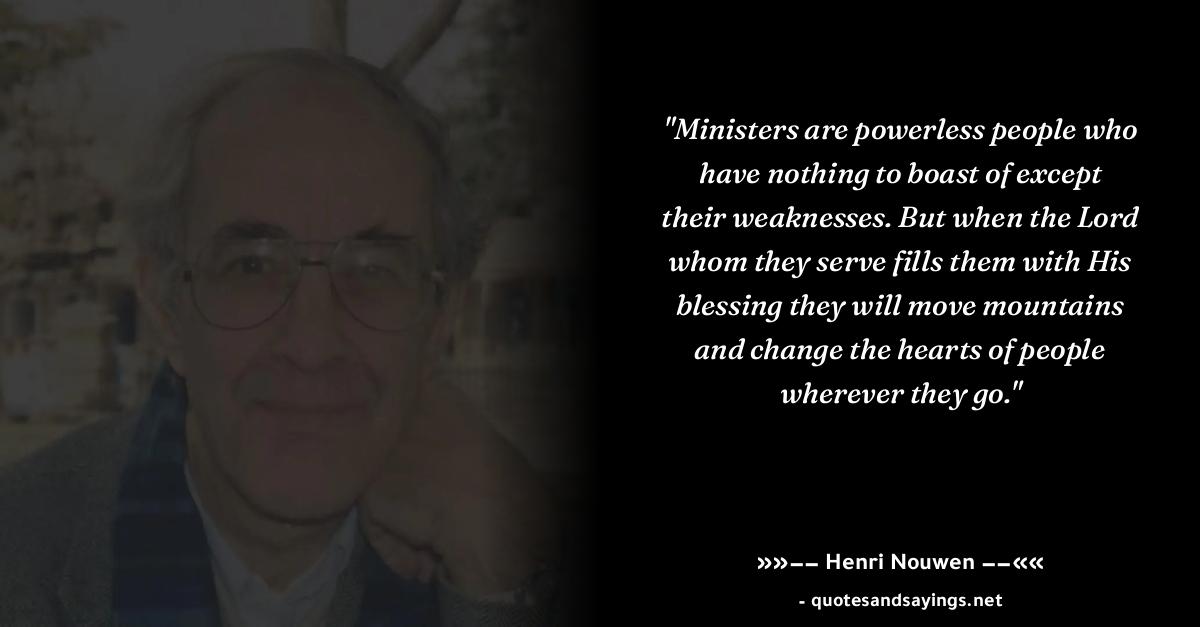 "Ministers are powerless people who
have nothing to boast of except
their weaknesses. But when the Lord
whom they serve fills them with His
blessing they will move mountains
and change the hearts of people
wherever they go."
»»–– Henri Nouwen ––««
- quotesandsayings.net